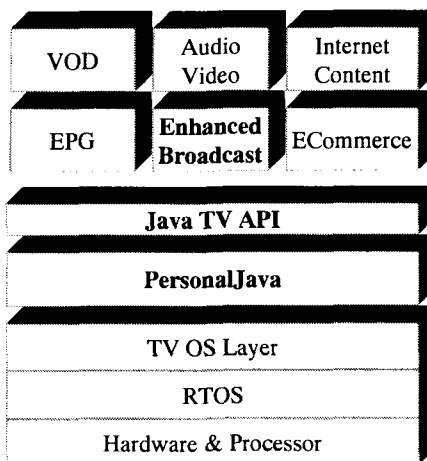 VOD
Audio
Video
Internet
Content
EPG
Enhanced
Broadcast
ECommerce
Java TV API
PersonalJava
TV OS Layer
RTOS
Hardware & Processor